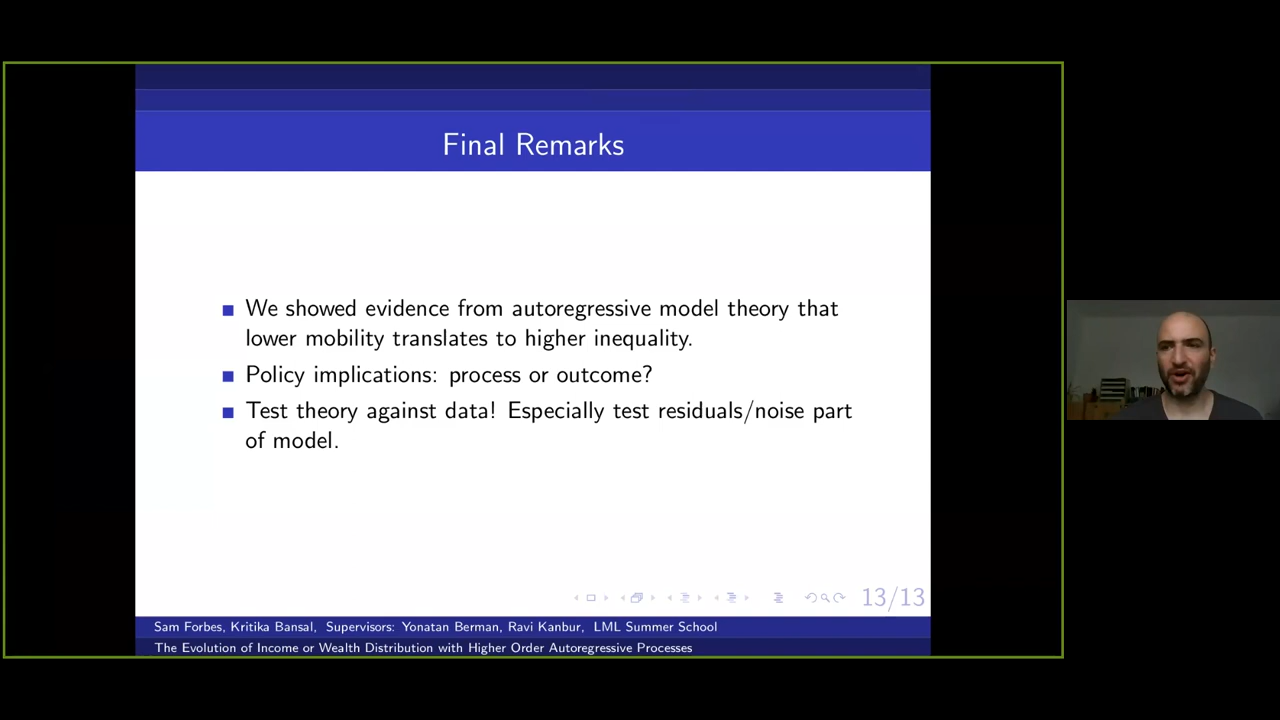 Final Remarks
We showed evidence from autoregressive model theory that
lower mobility translates to higher inequality.
Policy implications: process or outcome?
Test theory against data! Especially test residuals/noise part
of model.
13/13
Sam Forbes, Kritika Bansal, Supervisors: Yonatan Berman, Ravi Kanbur, LML Summer School
The Evolution of Income or Wealth Distribution with Higher Order Autoregressive Processes